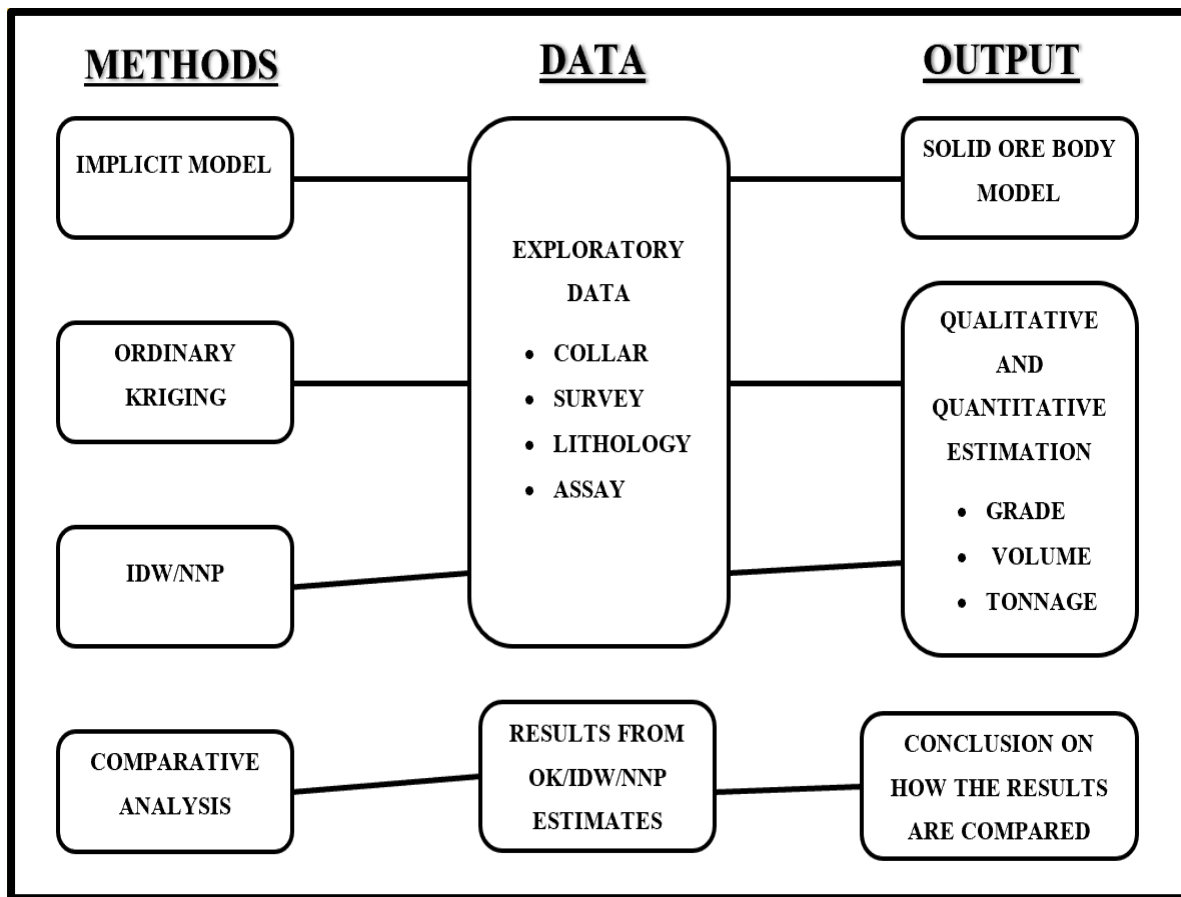 METHODS
DATA
OUTPUT
IMPLICIT MODEL
EXPLORATORY
DATA
• COLLAR
• SURVEY
• LITHOLOGY
• ASSAY
SOLID ORE BODY
MODEL
ORDINARY
KRIGING
QUALITATIVE
AND
QUANTITATIVE
ESTIMATION
• GRADE
• VOLUME
• TONNAGE
IDW/NNP
COMPARATIVE
ANALYSIS
RESULTS FROM
OK/IDW/NNP
ESTIMATES
CONCLUSION ON
HOW THE RESULTS
ARE COMPARED